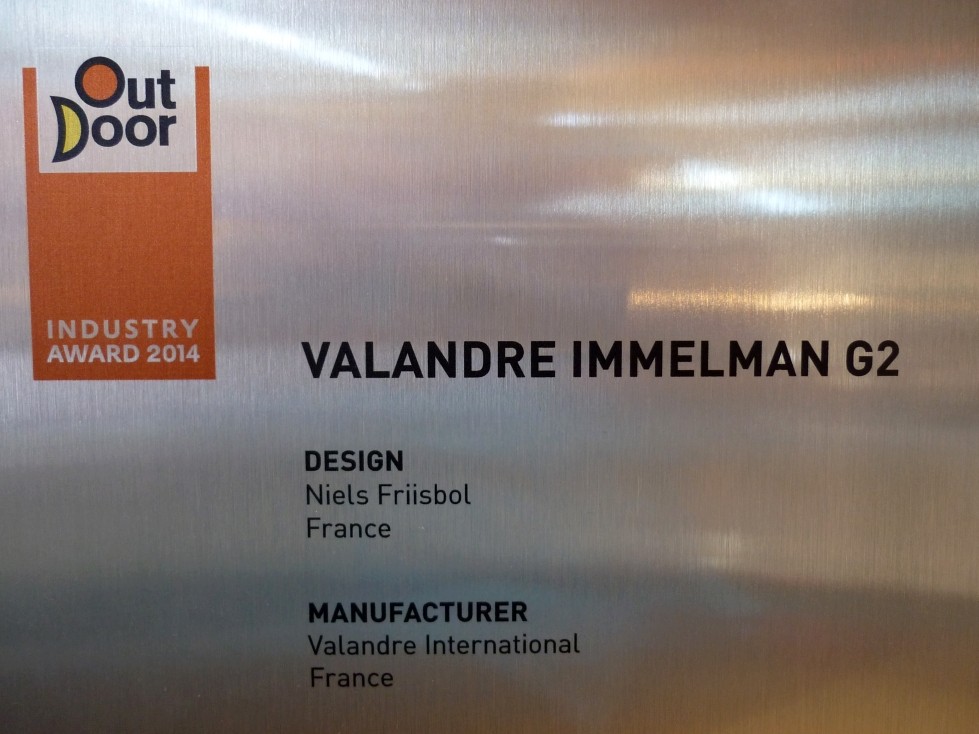 Out
Door
INDUSTRY
AWARD 2014
VALANDRE IMMELMAN G2
DESIGN
Niels Friisbol
France
MANUFACTURER
Valandre International
France